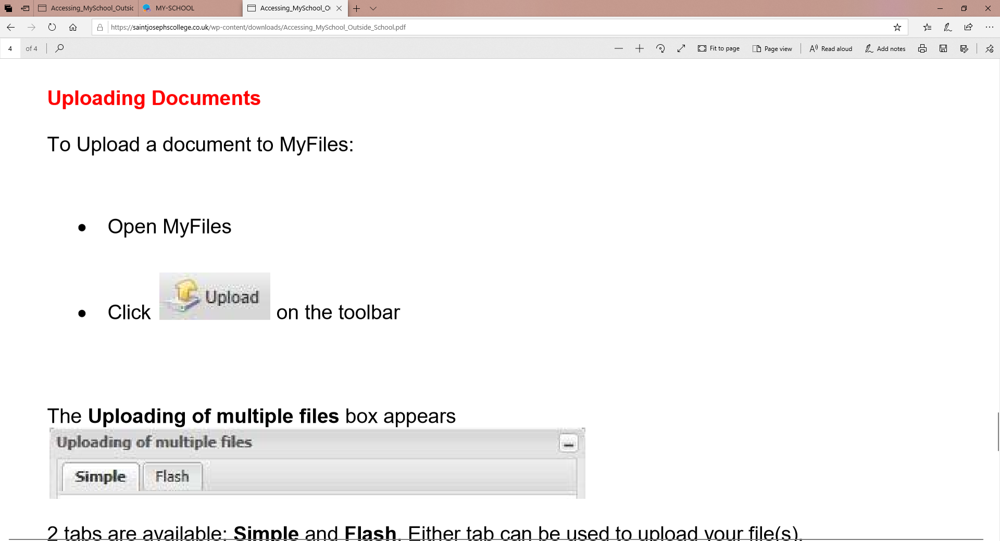 Accessing_MySchool_Outsic
MY-SCHOOL
Accessing_MySchool_O
https://saintjosephscollege.co.uk/wp-content/downloads/Accessing_MySchool_Outside_School.pdf
4 of 4
Fit to page
Page view
Read aloud
Add notes
Uploading Documents
To Upload a document to MyFiles:
● Open MyFiles
● Click Upload on the toolbar
The Uploading of multiple files box appears
Uploading of multiple files
Simple Flash
2 tabs are available: Simple and Flash. Either tab can be used to upload your file(s).